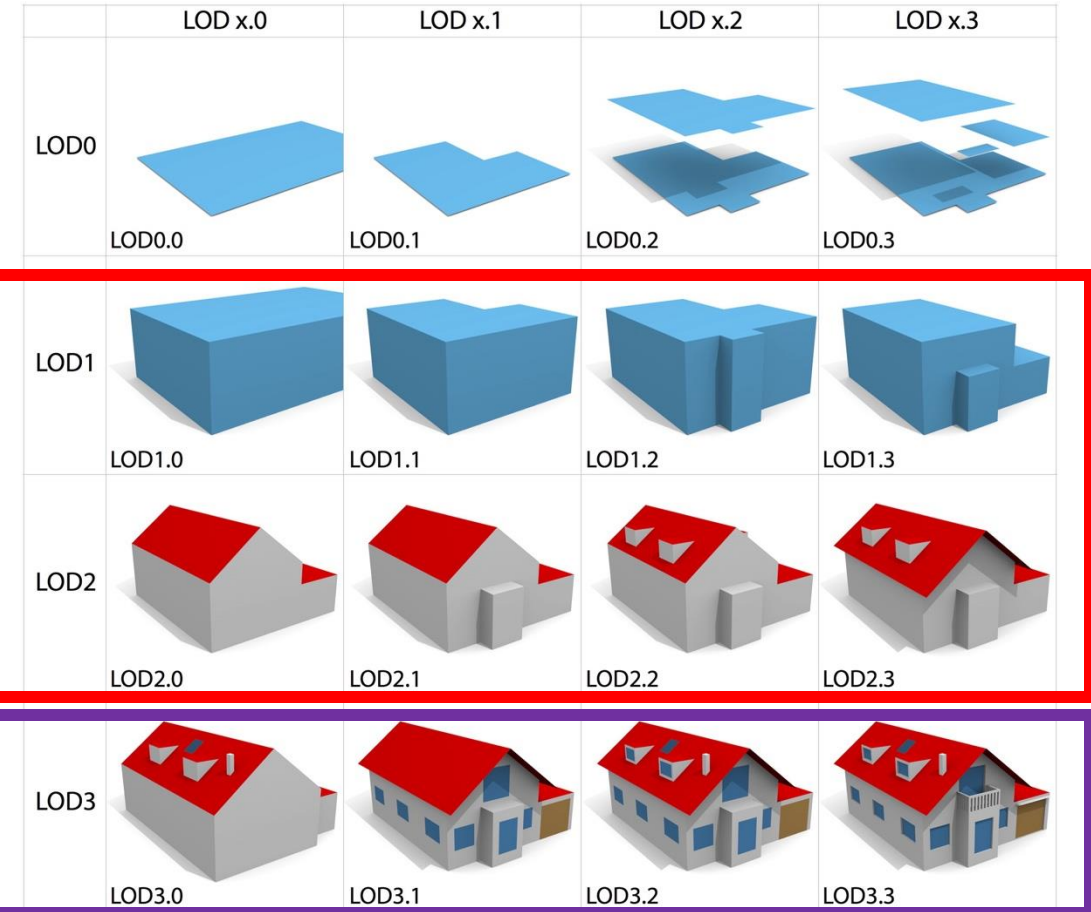 LOD x.0 LOD x.1 LOD x.2 LOD x.3
LOD0
LOD0.0 LOD0.1 LOD0.2 LOD0.3
LOD1
LOD1.0 LOD1.1 LOD1.2 LOD1.3
LOD2
LOD2.0 LOD2.1 LOD2.2 LOD2.3
LOD3
LOD3.0 LOD3.1 LOD3.2 LOD3.3